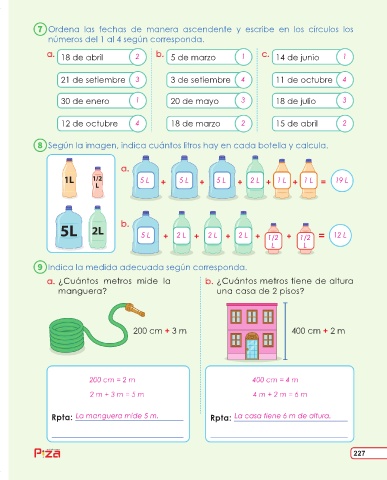 7 Ordena las fechas de manera ascendente y escribe en los círculos los
números del 1 al 4 según corresponda.
a. 18 de abril 2 b. 5 de marzo 1 c. 14 de junio 1
21 de setiembre 3 3 de setiembre 4 11 de octubre 4
30 de enero 1 20 de mayo 3 18 de julio 3
12 de octubre 4 18 de marzo 2 15 de abril 2
8 Según la imagen, indica cuántos litros hay en cada botella y calcula.
1L 1/2 L
a. 5 L + 5 L + 5 L + 2 L + 1 L + 1 L = 19 L
5L 2L
b. 5 L + 2 L + 2 L + 2 L + 1/2 L + 1/2 L = 12 L
9 Indica la medida adecuada según corresponda.
a. ¿Cuántos metros mide la
manguera?
200 cm + 3 m
b. ¿Cuántos metros tiene de altura
una casa de 2 pisos?
400 cm + 2 m
200 cm = 2 m
2 m + 3 m = 5 m
Rpta: La manguera mide 5 m.
400 cm = 4 m
4 m + 2 m = 6 m
Rpta: La casa tiene 6 m de altura.
Pizá
227